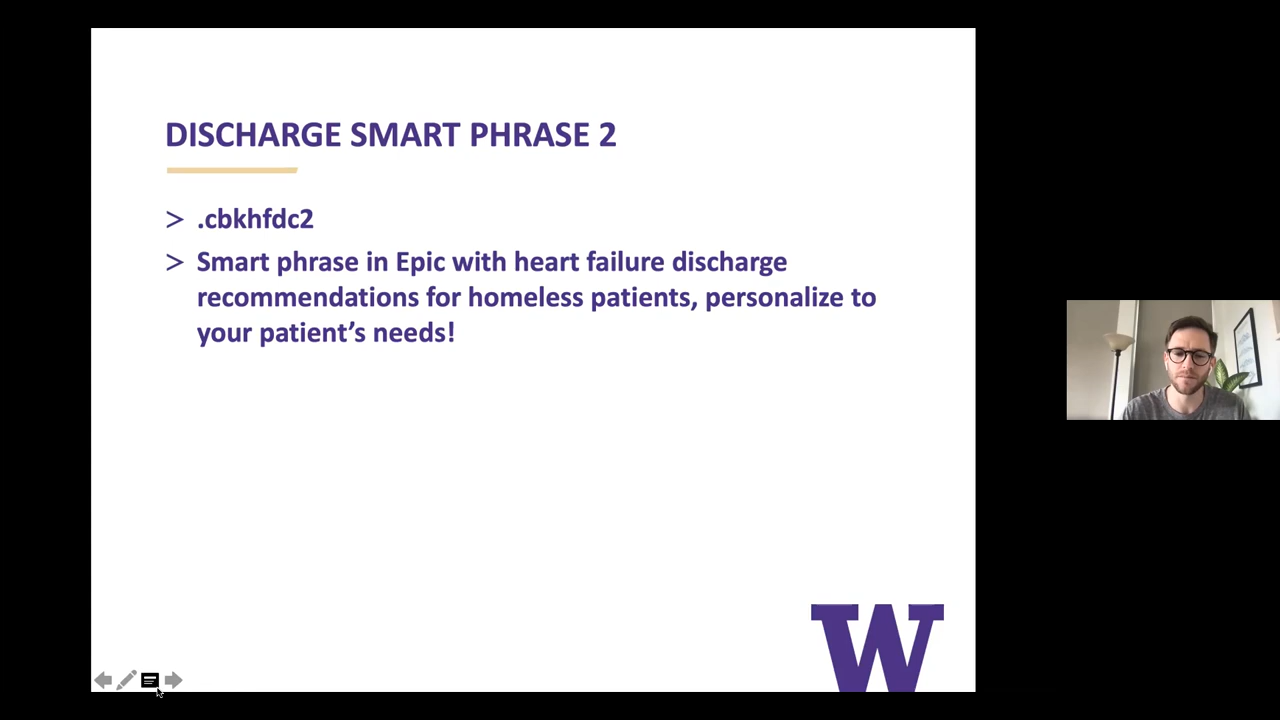 DISCHARGE SMART PHRASE 2
> .cbkhfdc2
> Smart phrase in Epic with heart failure discharge
recommendations for homeless patients, personalize to
your patient’s needs!
W